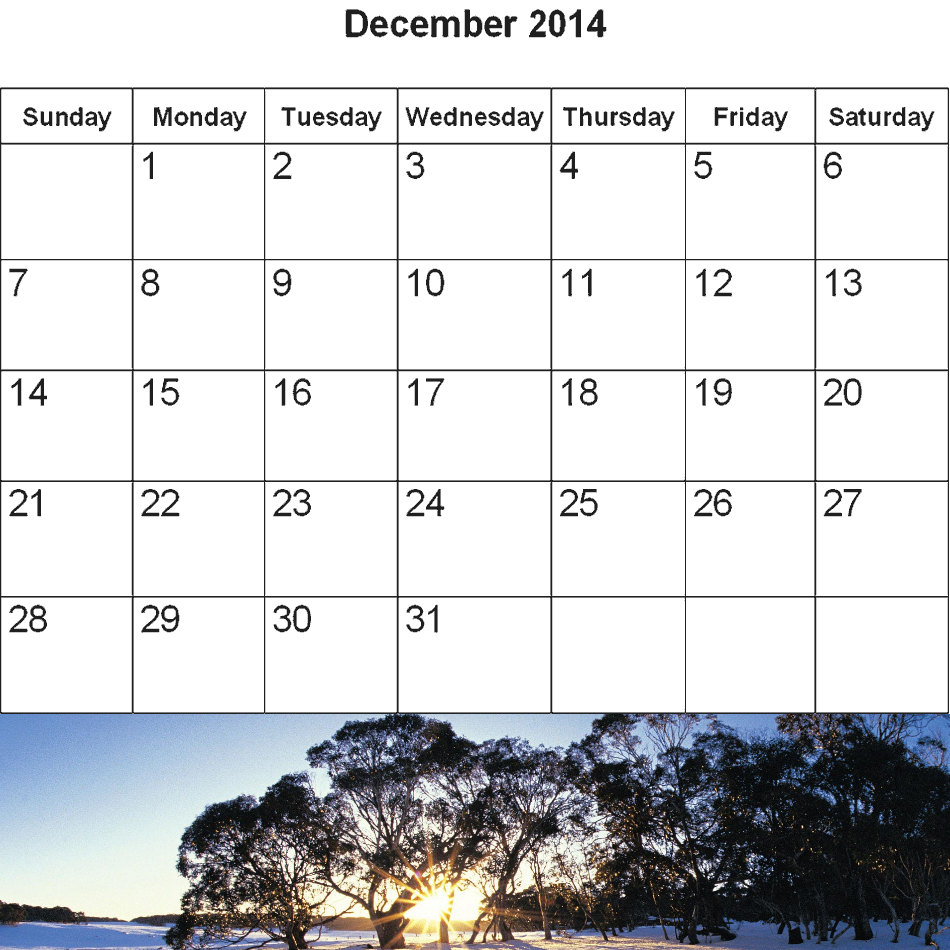 December 2014
Sunday Monday Tuesday Wednesday Thursday Friday Saturday
1 2 3 4 5 6
7 8 9 10 11 12 13
14 15 16 17 18 19 20
21 22 23 24 25 26 27
28 29 30 31